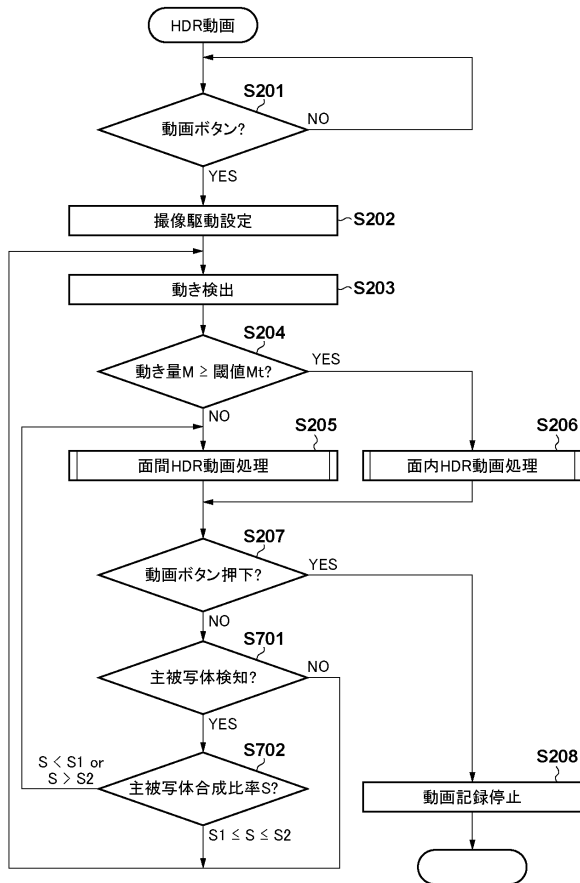 HDR動画
S201
動画ボタン?
NO
YES
撮像駆動設定
S202
動き検出
S203
S204
動き量M ≥ 閾値Mt?
YES
NO
S205
面間HDR動画処理
S206
面内HDR動画処理
S207
動画ボタン押下?
YES
NO
S701
主被写体検知?
NO
YES
S702
S < S1 or
S > S2
主被写体合成比率S?
S1 ≤ S ≤ S2
S208
動画記録停止